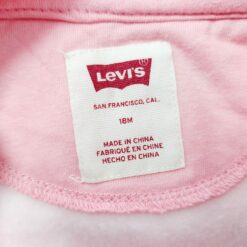 LEVI'S
SAN FRANCISCO, CAL.
18M
MADE IN CHINA
FABRIQUÉ EN CHINE
HECHO EN CHINA